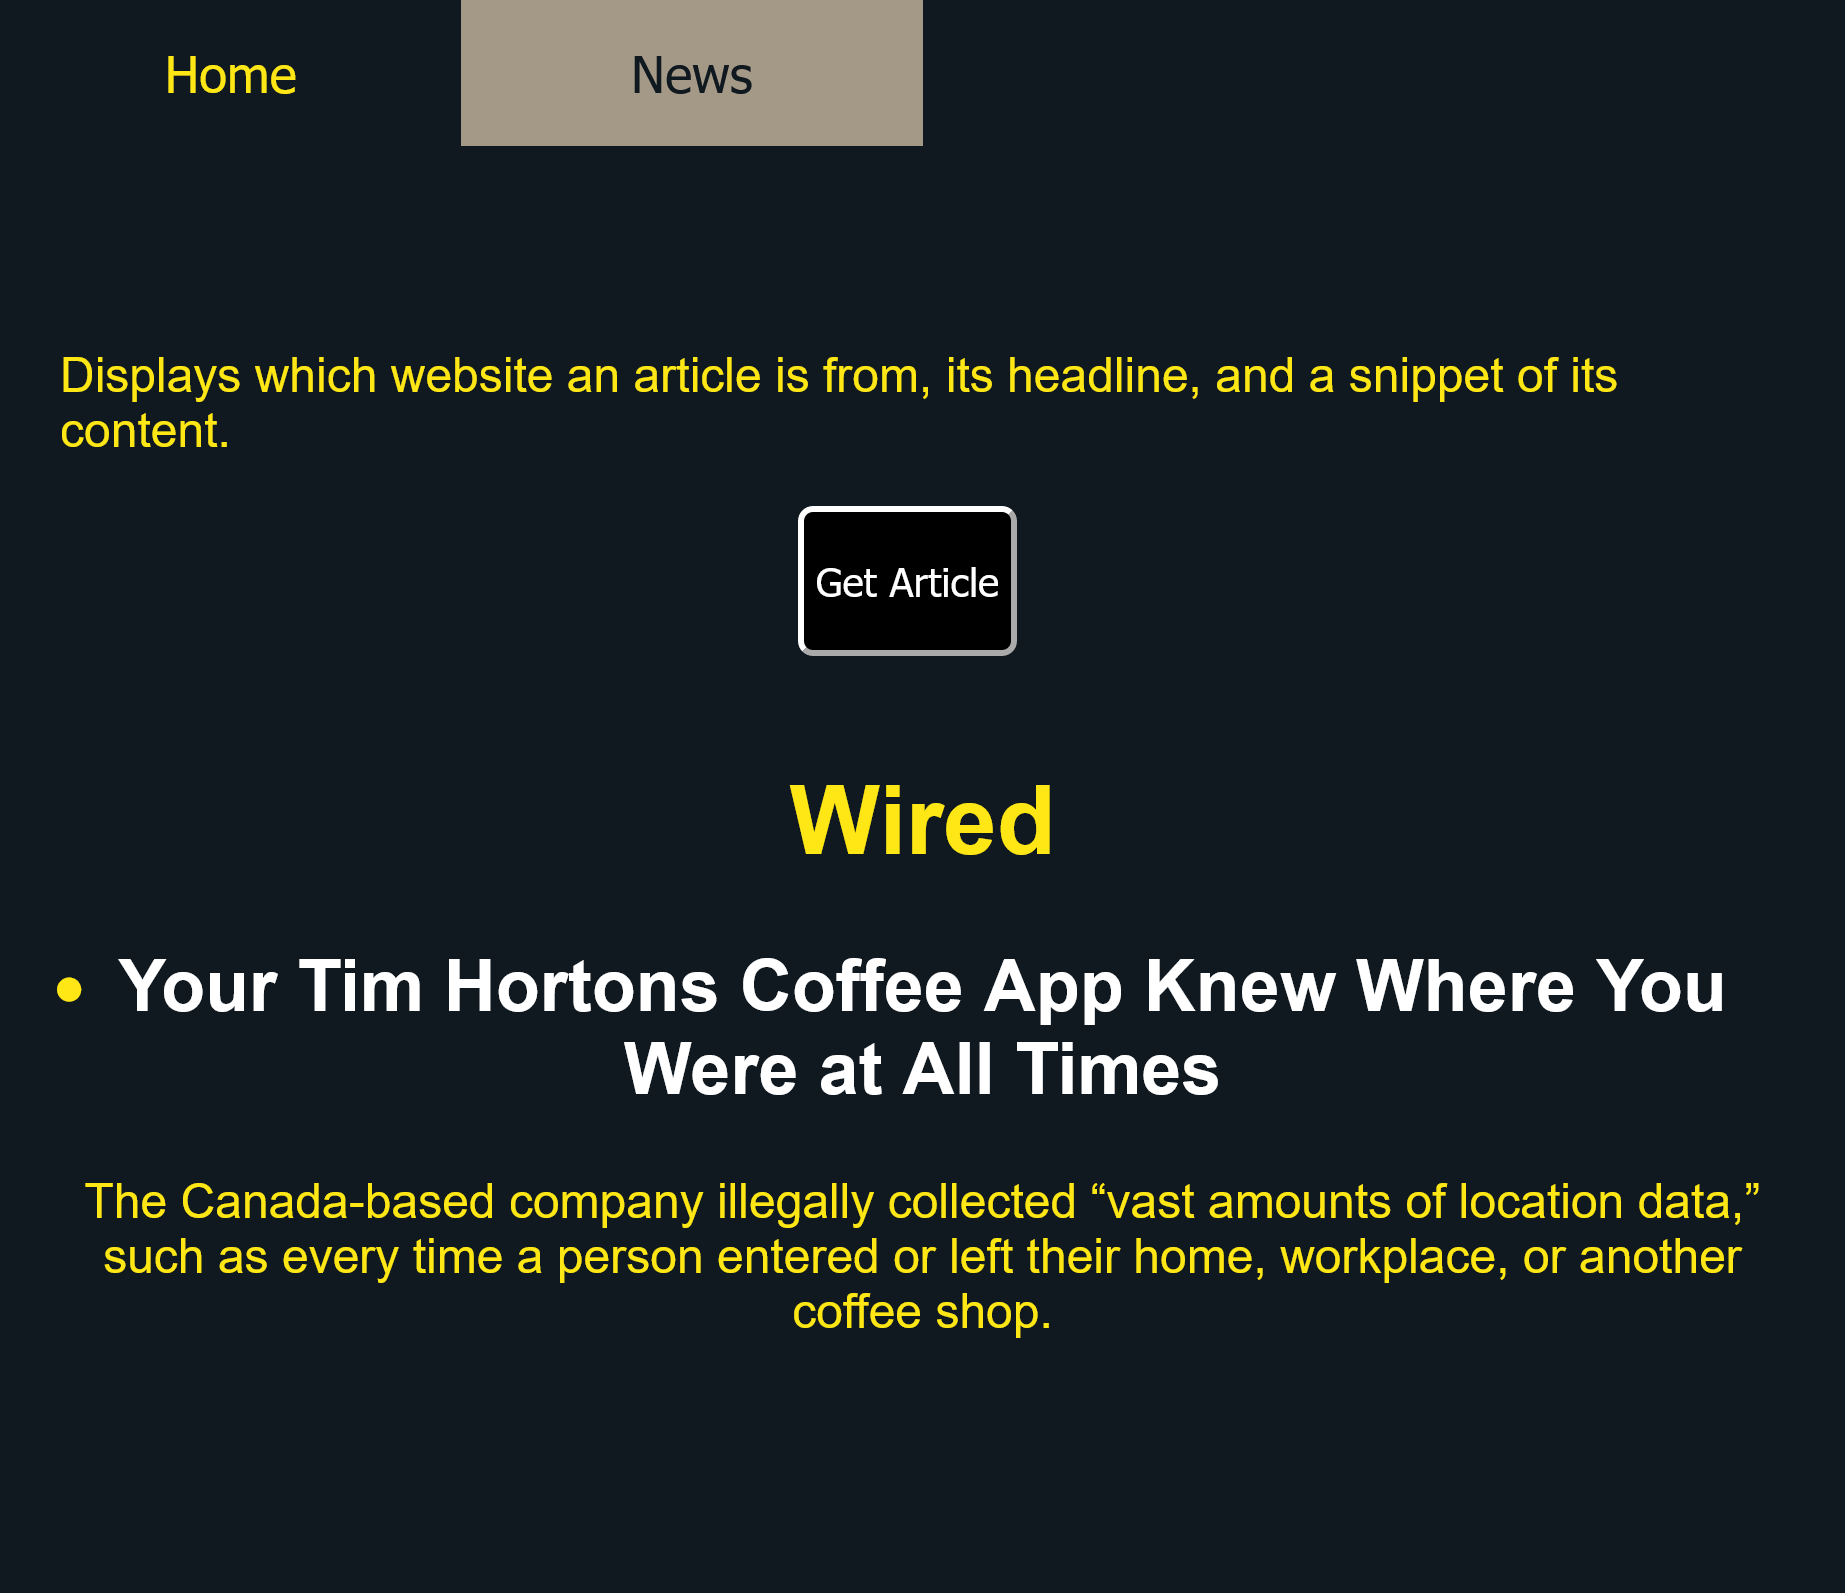 Home
News
Displays which website an article is from, its headline, and a snippet of its
content.
Get Article
Wired
• Your Tim Hortons Coffee App Knew Where You
Were at All Times
The Canada-based company illegally collected “vast amounts of location data,”
such as every time a person entered or left their home, workplace, or another
coffee shop.